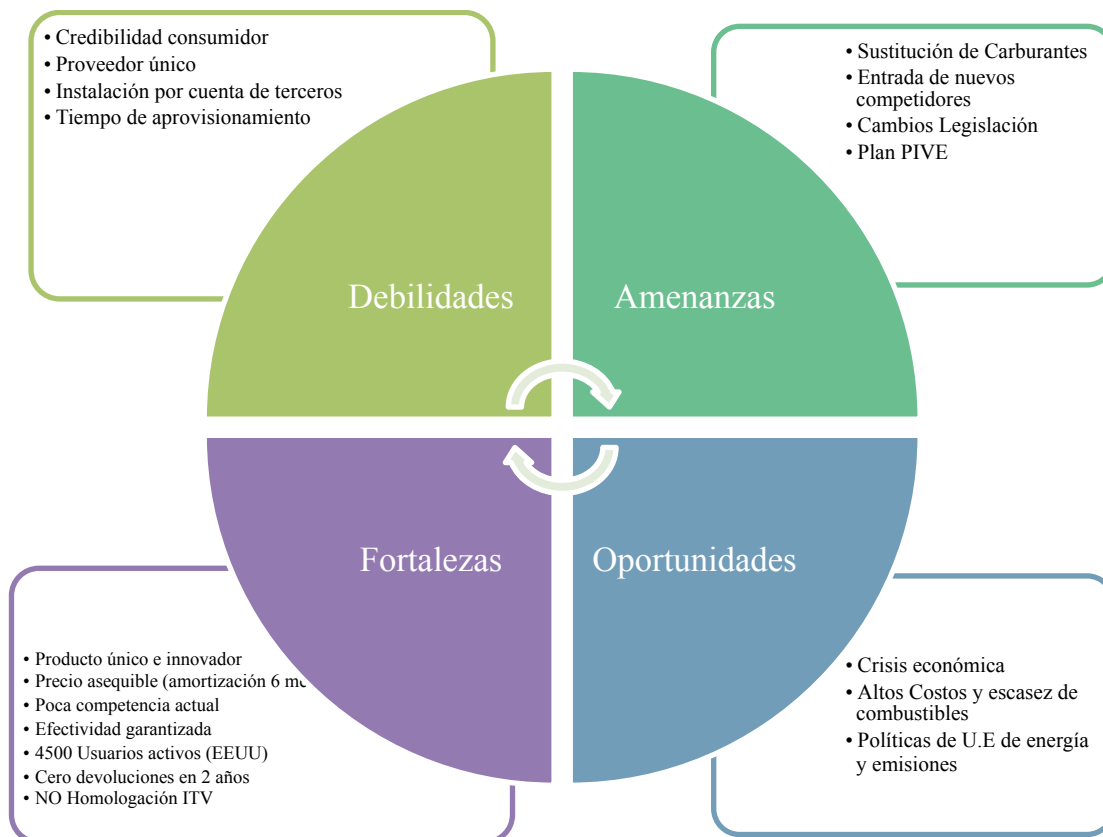 • Credibilidad consumidor
• Proveedor único
• Instalación por cuenta de terceros
• Tiempo de aprovisionamiento
• Sustitución de Carburantes
• Entrada de nuevos
competidores
• Cambios Legislación
• Plan PIVE
Debilidades
Amenanzas
Fortalezas
Oportunidades
• Producto único e innovador
• Precio asequible (amortización 6
• Poca competencia actual
• Efectividad garantizada
• 4500 Usuarios activos (EEUU)
• Cero devoluciones en 2 años
• NO Homologación ITV
• Crisis económica
• Altos Costos y escasez de
combustibles
• Políticas de U.E de energía
y emisiones